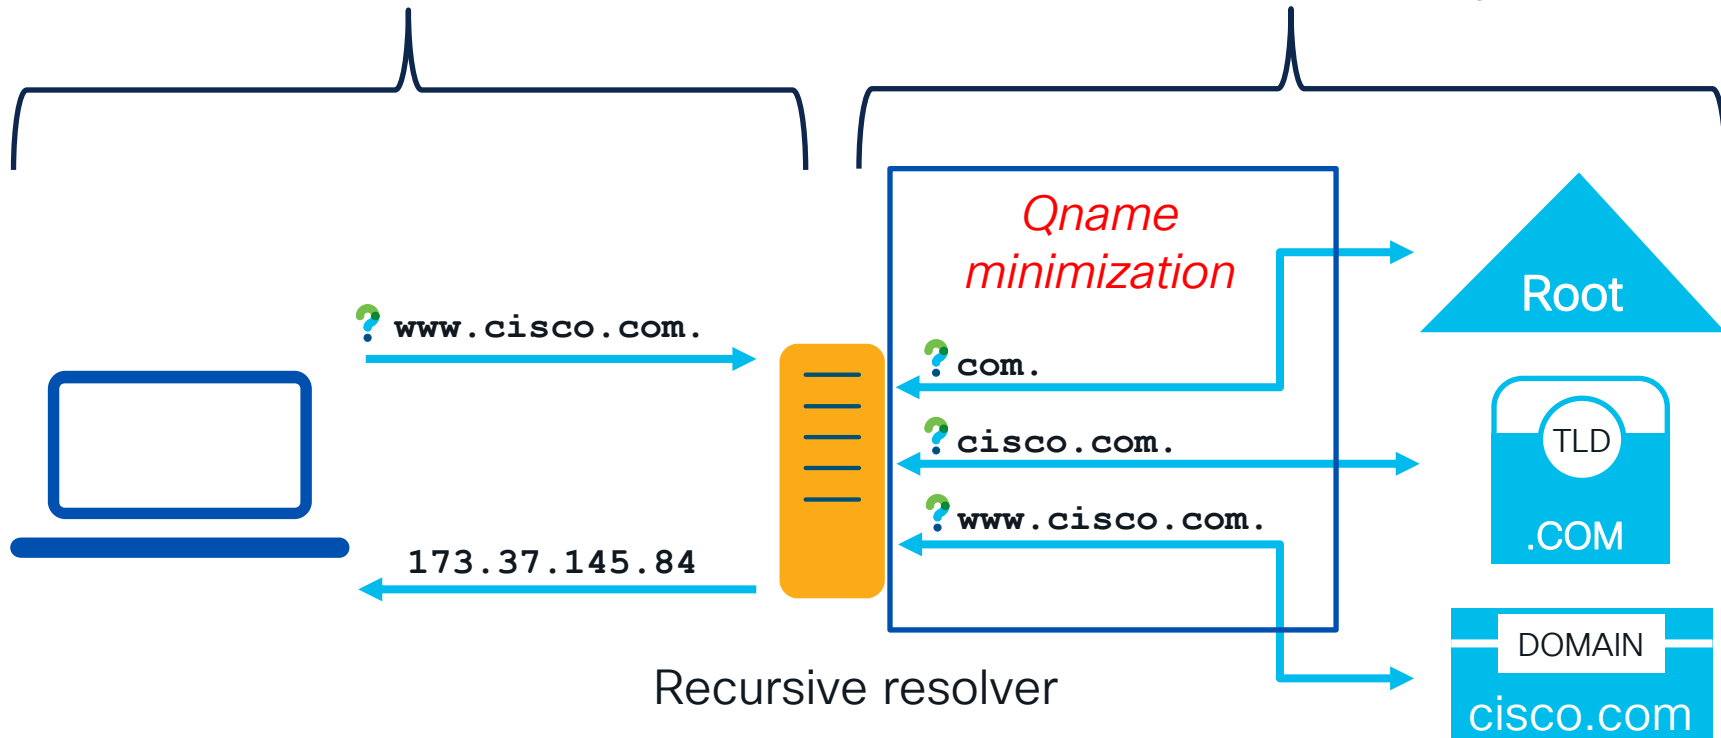 Qname
minimization
www.cisco.com.
com.
cisco.com.
www.cisco.com.
173.37.145.84
Recursive resolver
Root
TLD
.COM
DOMAIN
cisco.com